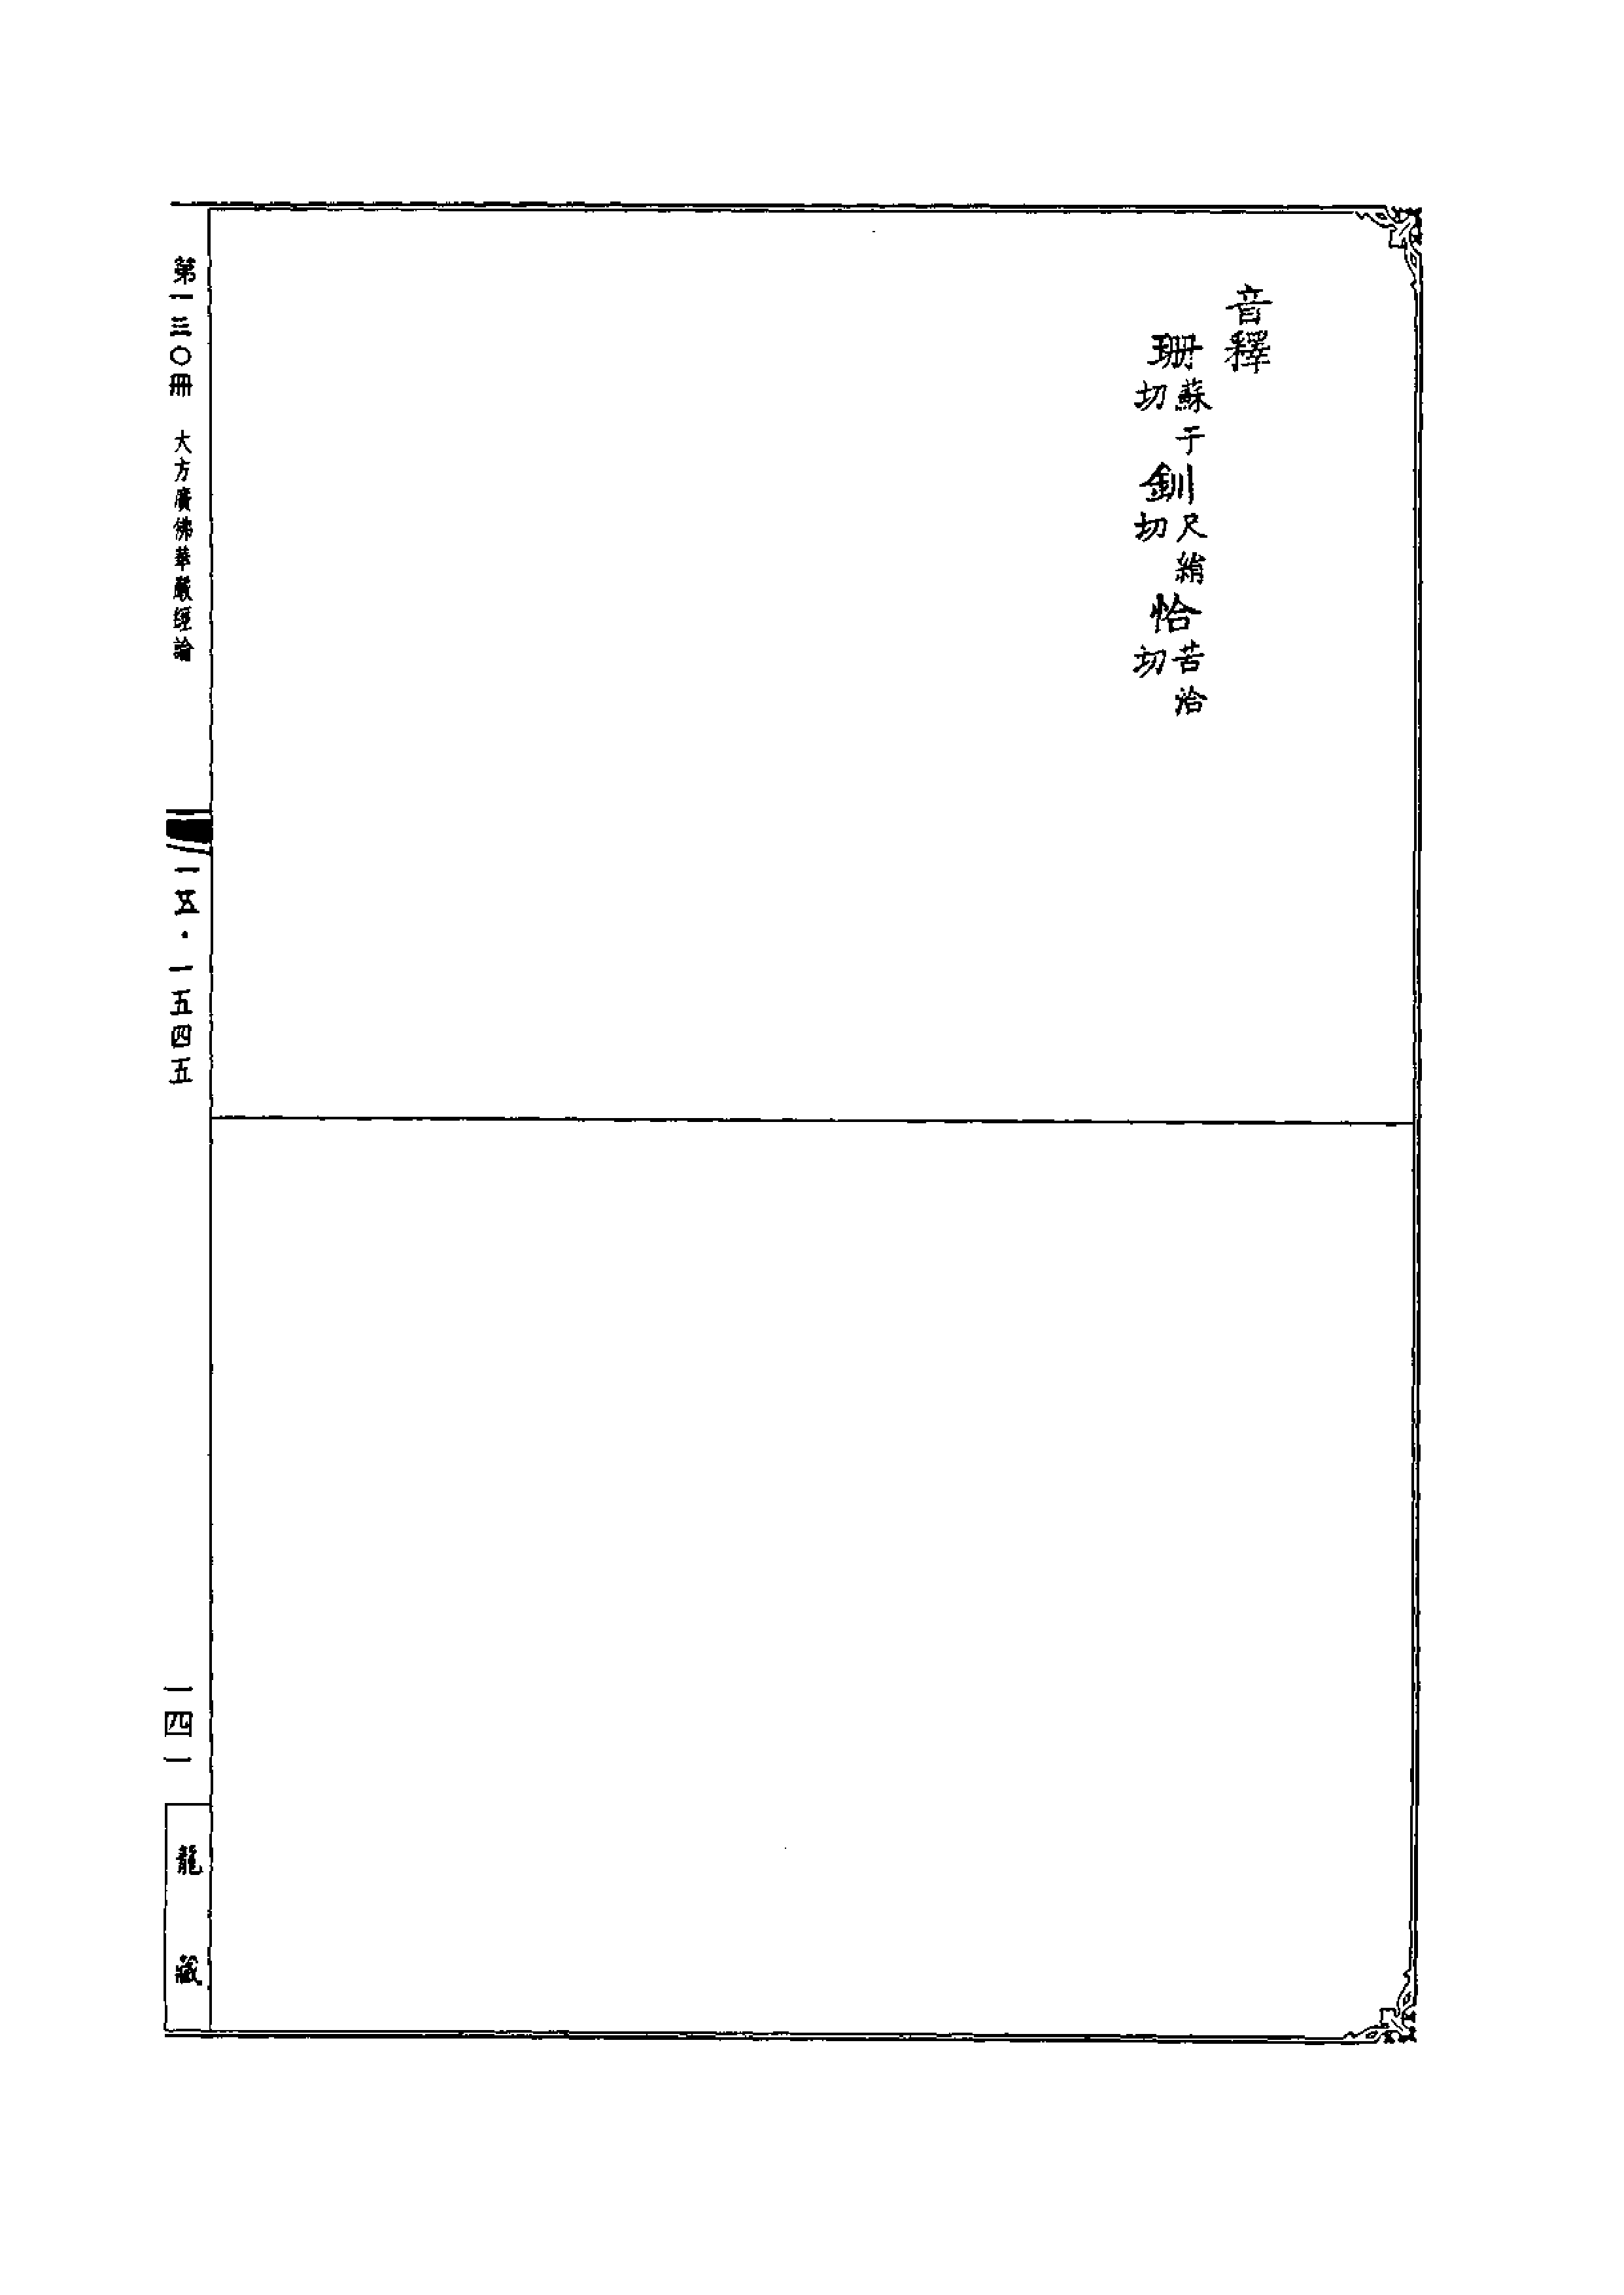 音釋
珊蘇干切 釧尺絹切 恰苦洽切
第一三〇冊 大方廣佛華嚴經論
一五·一五四五
一四一
龍藏